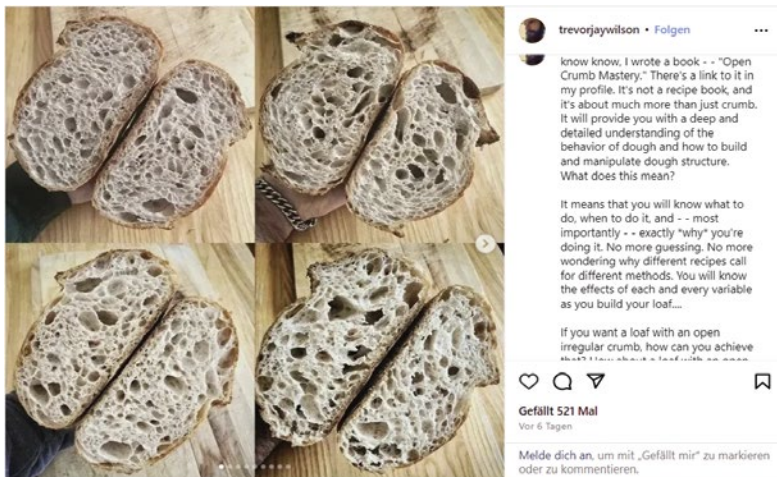 trevorjaywilson • Folgen
know know, I wrote a book - - "Open
Crumb Mastery." There's a link to it in
my profile. It's not a recipe book, and
it's about much more than just crumb.
It will provide you with a deep and
detailed understanding of the
behavior of dough and how to build
and manipulate dough structure.
What does this mean?
It means that you will know what to
do, when to do it, and - - most
importantly - - exactly *why* you're
doing it. No more guessing. No more
wondering why different recipes call
for different methods. You will know
the effects of each and every variable
as you build your loaf....
If you want a loaf with an open
irregular crumb, how can you achieve
that? How about a loaf with an open
Gefällt 521 Mal
Vor 6 Tagen
Melde dich an, um mit „Gefällt mir" zu markieren
oder zu kommentieren.